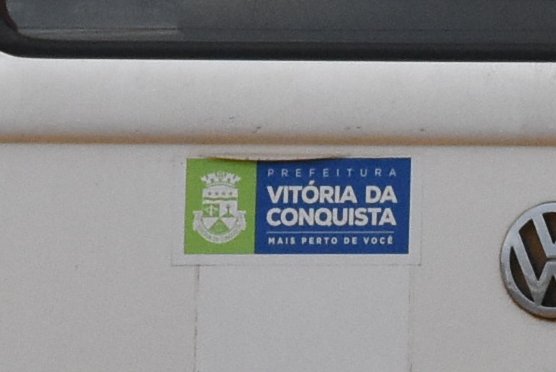 PREFEITURA
VITÓRIA DA
CONQUISTA
MAIS PERTO DE VOCÊ